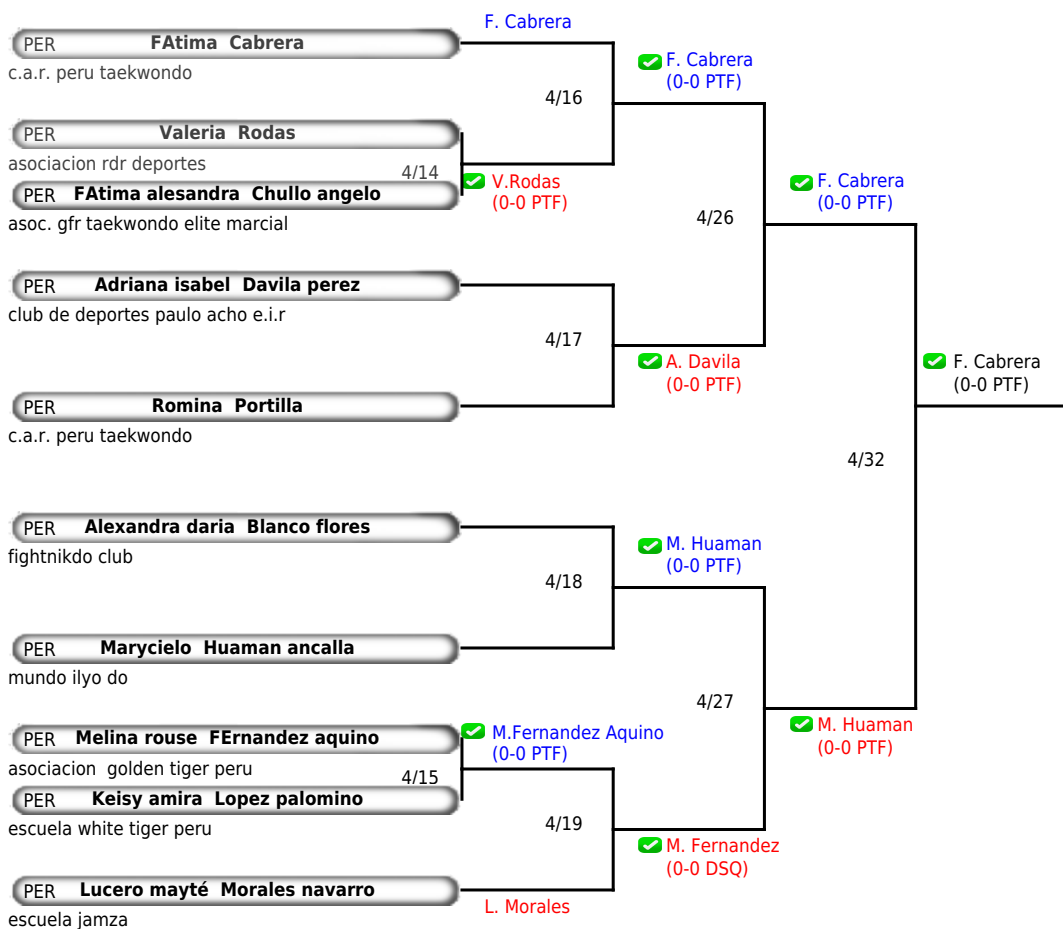 F. Cabrera
PER FAtima Cabrera
c.a.r. peru taekwondo
F. Cabrera
(0-0 PTF)
4/16
PER Valeria Rodas
asociacion rdr deportes
4/14
V.Rodas
(0-0 PTF)
PER FAtima alesandra Chullo angelo
asoc. gfr taekwondo elite marcial
F. Cabrera
(0-0 PTF)
4/26
PER Adriana isabel Davila perez
club de deportes paulo acho e.i.r
4/17
A. Davila
(0-0 PTF)
F. Cabrera
(0-0 PTF)
PER Romina Portilla
c.a.r. peru taekwondo
4/32
PER Alexandra daria Blanco flores
fightnikdo club
M. Huaman
(0-0 PTF)
4/18
PER Marycielo Huaman ancalla
mundo ilyo do
4/27
M. Huaman
(0-0 PTF)
PER Melina rouse FErnandez aquino
asociacion golden tiger peru
M.Fernandez Aquino
(0-0 PTF)
4/15
PER Keisy amira Lopez palomino
escuela white tiger peru
4/19
M. Fernandez
(0-0 DSQ)
PER Lucero mayté Morales navarro
escuela jamza
L. Morales